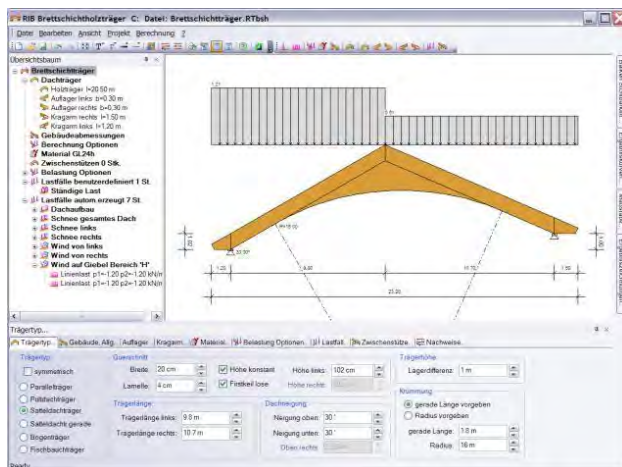 RIB Brettschichtholzträger C: Datei: Brettschichtträger.RTbsh
Datei Bearbeiten Ansicht Projekt Berechnung ?
Übersichtsbaum
Brettschichtträger
Dachträger
Holzträger l=20.50 m
Auflager links b=0.30 m
Auflager rechts b=0.30 m
Kragarm rechts l=1.50 m
Kragarm links l=1.20 m
Gebäudeabmessungen
Berechnung Optionen
Material GL24h
Zwischenstützen 0 Stk.
Belastung Optionen
Lastfälle benutzerdefiniert 1 St.
Ständige Last
Lastfälle autom erzeugt 7 St.
Dachaufbau
Schnee gesamtes Dach
Schnee links
Schnee rechts
Wind von links
Wind von rechts
Wind auf Giebel Bereich "H"
Linienlast p1=-1.20 p2=-1.20 kN/m
Linienlast p1=-1.20 p2=-1.20 kN/m
1.20
1.50
23.20
Trägertyp...
Trägertyp. Gebäude. Allg. Auflager Kragarm. Material. Belastung Optionen. Lastfall. Zwischenstütze. Nachweise.
Trägertyp
symmetrisch
Parallelträger
Pultdachträger
Satteldachträger
Satteldacht gerade
Bogenträger
Fischbauchträger
Querschnitt
Breite: 20 cm
Lamelle: 4 cm
Höhe konstant
Firstkeil lose
Höhe links: 102 cm
Höhe rechts:
Trägerlänge
Trägerlänge links: 9.8 m
Trägerlänge rechts: 10.7 m
Dachneigung
Neigung oben: 30°
Neigung unten: 30°
Oben rechts:
Trägerhöhe
Lagerdifferenz: 1 m
Krümmung
gerade Länge vorgeben
Radius vorgeben
gerade Länge:
Radius: 16 m
Ready